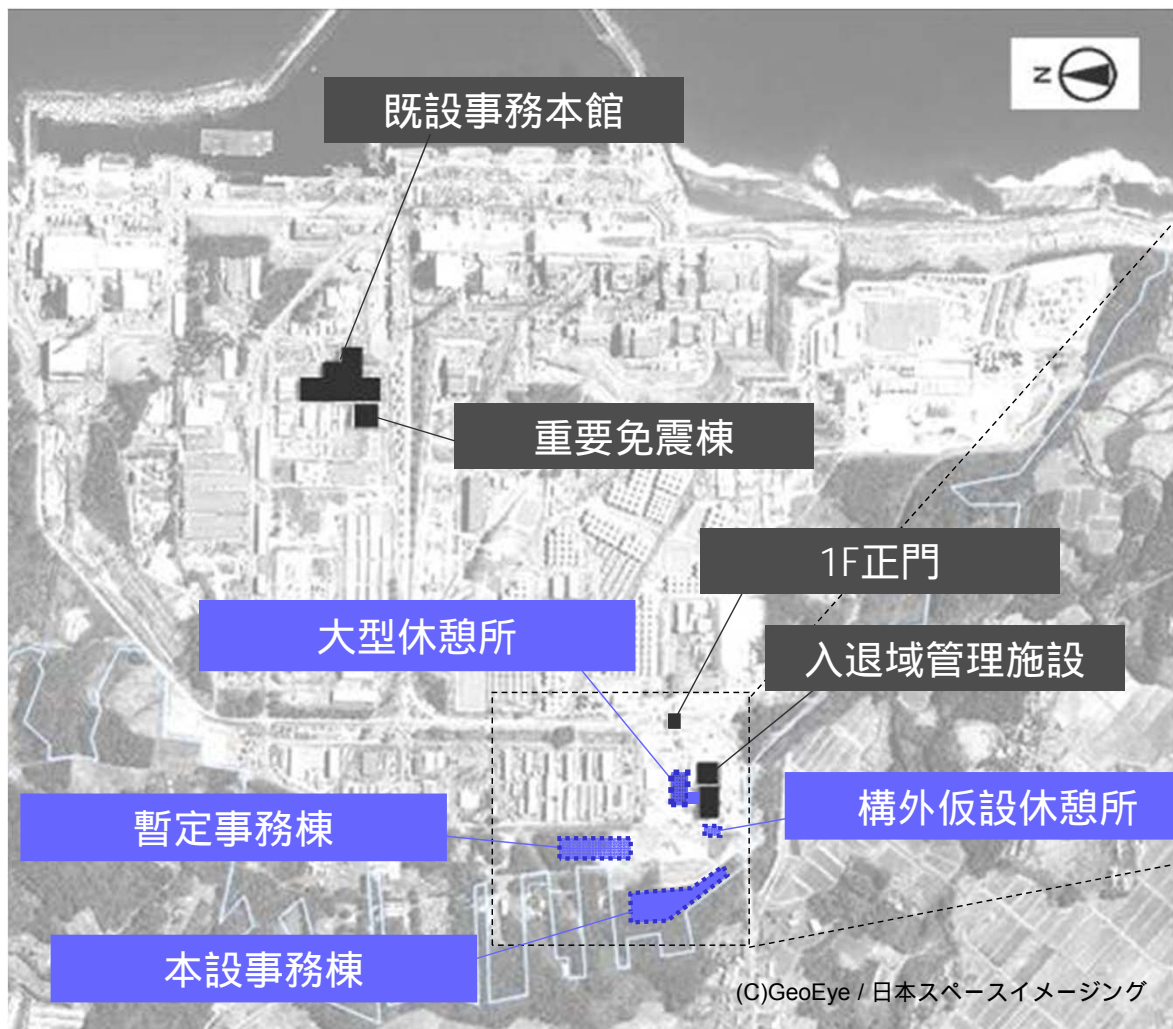 N
既設事務本館
重要免震棟
1F正門
大型休憩所
入退域管理施設
構外仮設休憩所
暫定事務棟
本設事務棟
(C)GeoEye / 日本スペースイメージング